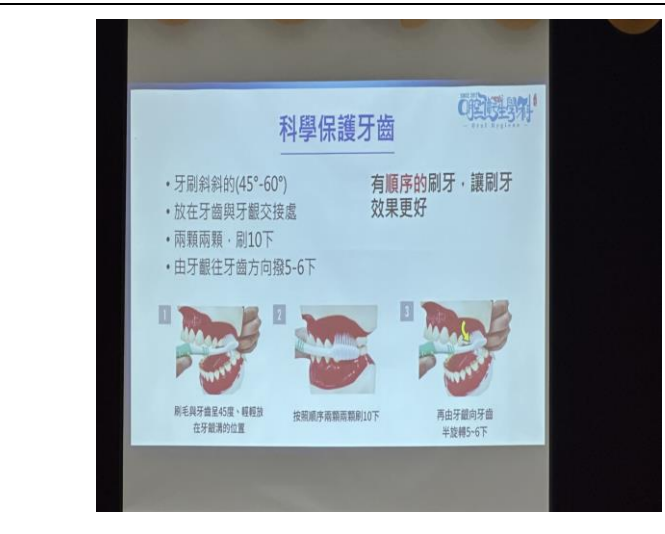 科學保護牙齒
口腔衛生學科
Oral Hygiene
• 牙刷斜斜的(45°-60°)
• 放在牙齒與牙齦交接處
• 兩顆兩顆，刷10下
• 由牙齦往牙齒方向撥5-6下
有順序的刷牙，讓刷牙
效果更好
1
2
3
刷毛與牙齒呈45度、輕輕放
在牙齦溝的位置
按照順序兩顆兩顆刷10下
再由牙齦向牙齒
半旋轉5~6下